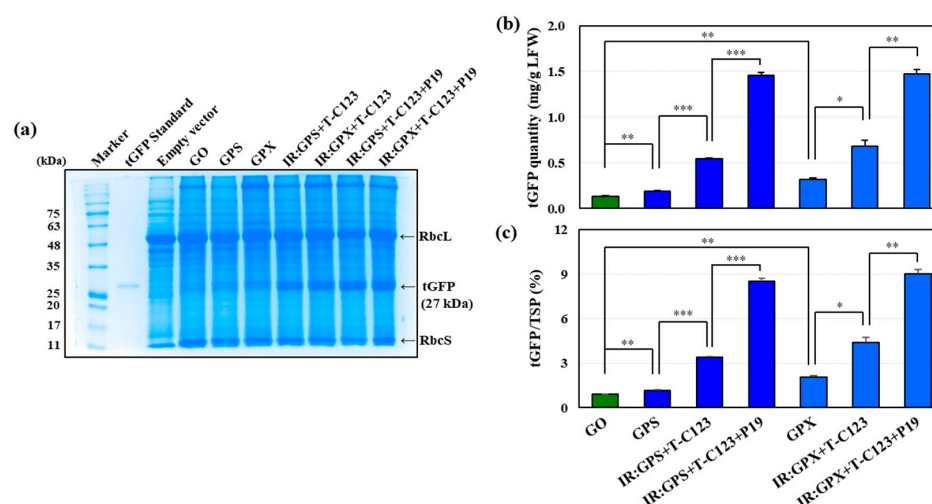 (a)
(kDa)
Marker
tGFP Standard
Empty vector
GO
GPS
GPX
IR:GPS+T-C123
IR:GPX+T-C123
IR:GPS+T-C123+P19
IR:GPX+T-C123+P19
75
63
48
35
25
20
17
11
←RbcL
←tGFP
(27 kDa)
←RbcS
(b)
tGFP quantity (mg/g LFW)
2.0
1.5
1.0
0.5
0.0
**
***
***
**
*
**
(c)
tGFP/TSP (%)
12
9
6
3
0
**
***
***
**
*
**
GO
GPS
IR:GPS+T-C123
IR:GPS+T-C123+P19
GPX
IR:GPX+T-C123
IR:GPX+T-C123+P19